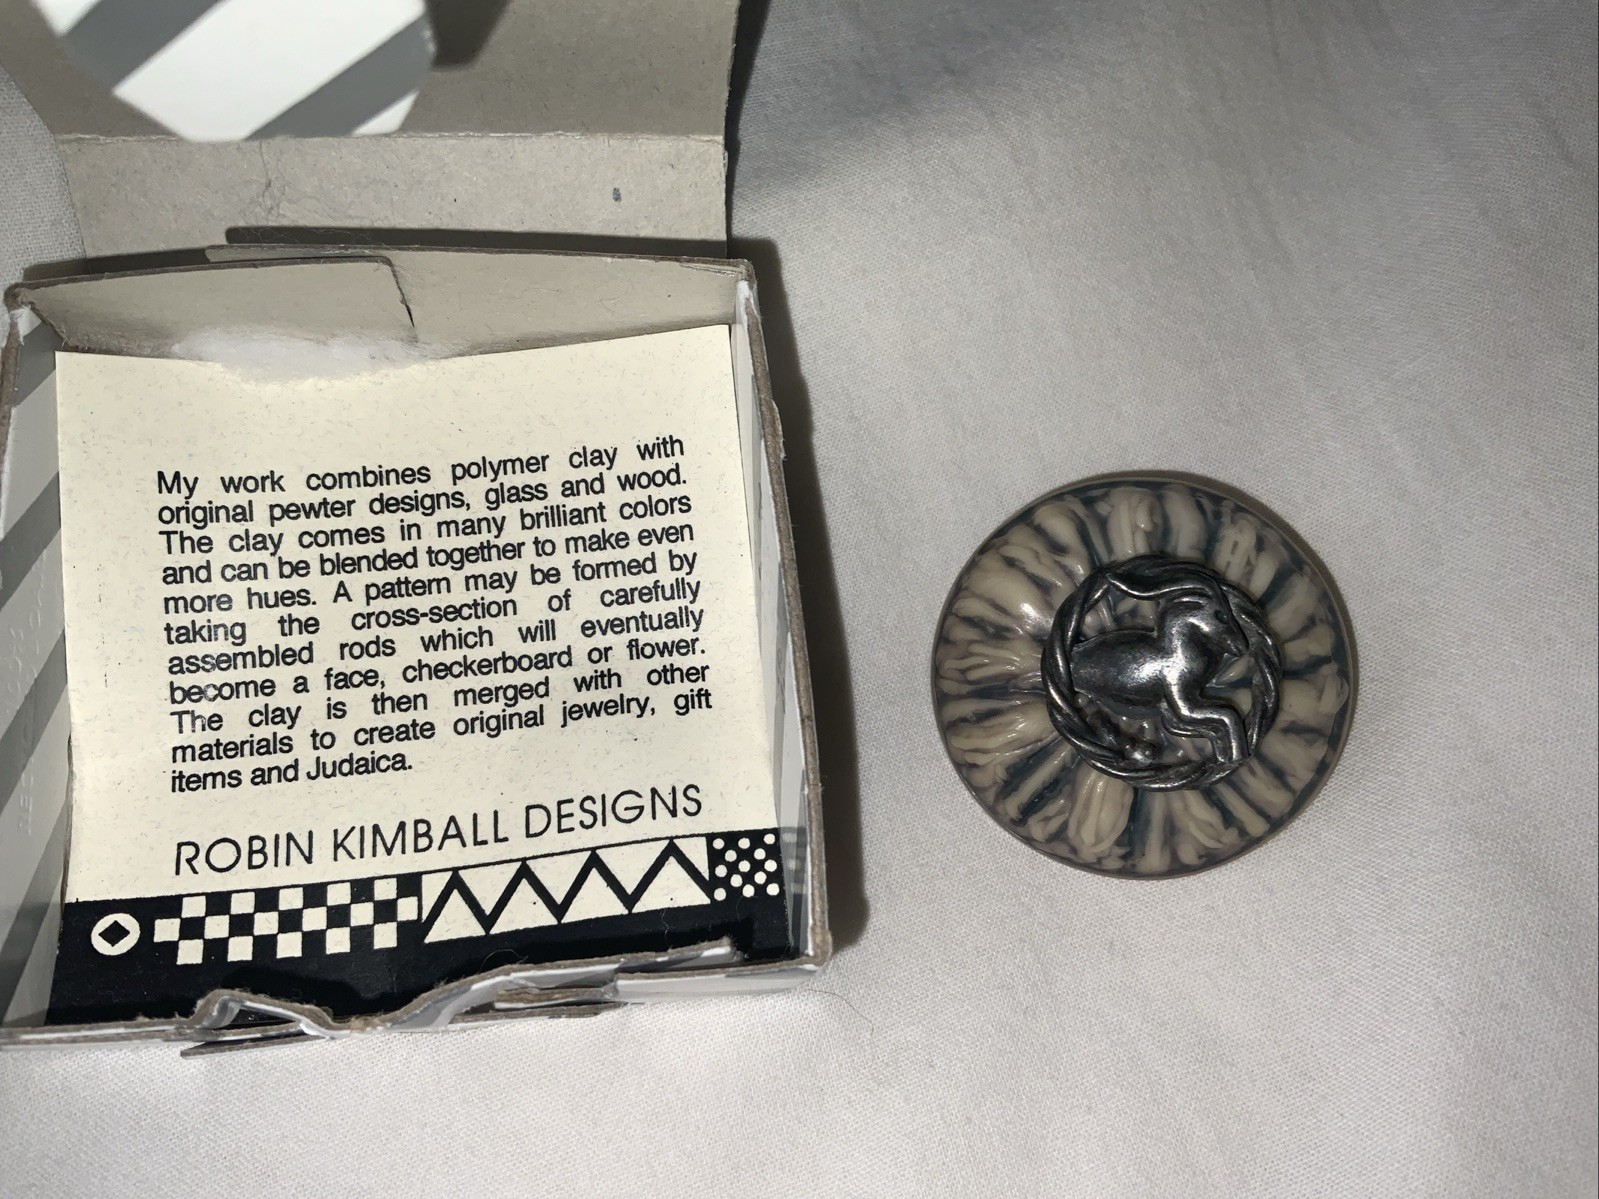 My work combines polymer clay with
original pewter designs, glass and wood.
The clay comes in many brilliant colors
and can be blended together to make even
more hues. A pattern may be formed by
taking the cross-section of carefully
assembled rods which will eventually
become a face, checkerboard or flower.
The clay is then merged with other
materials to create original jewelry, gift
items and Judaica.
ROBIN KIMBALL DESIGNS